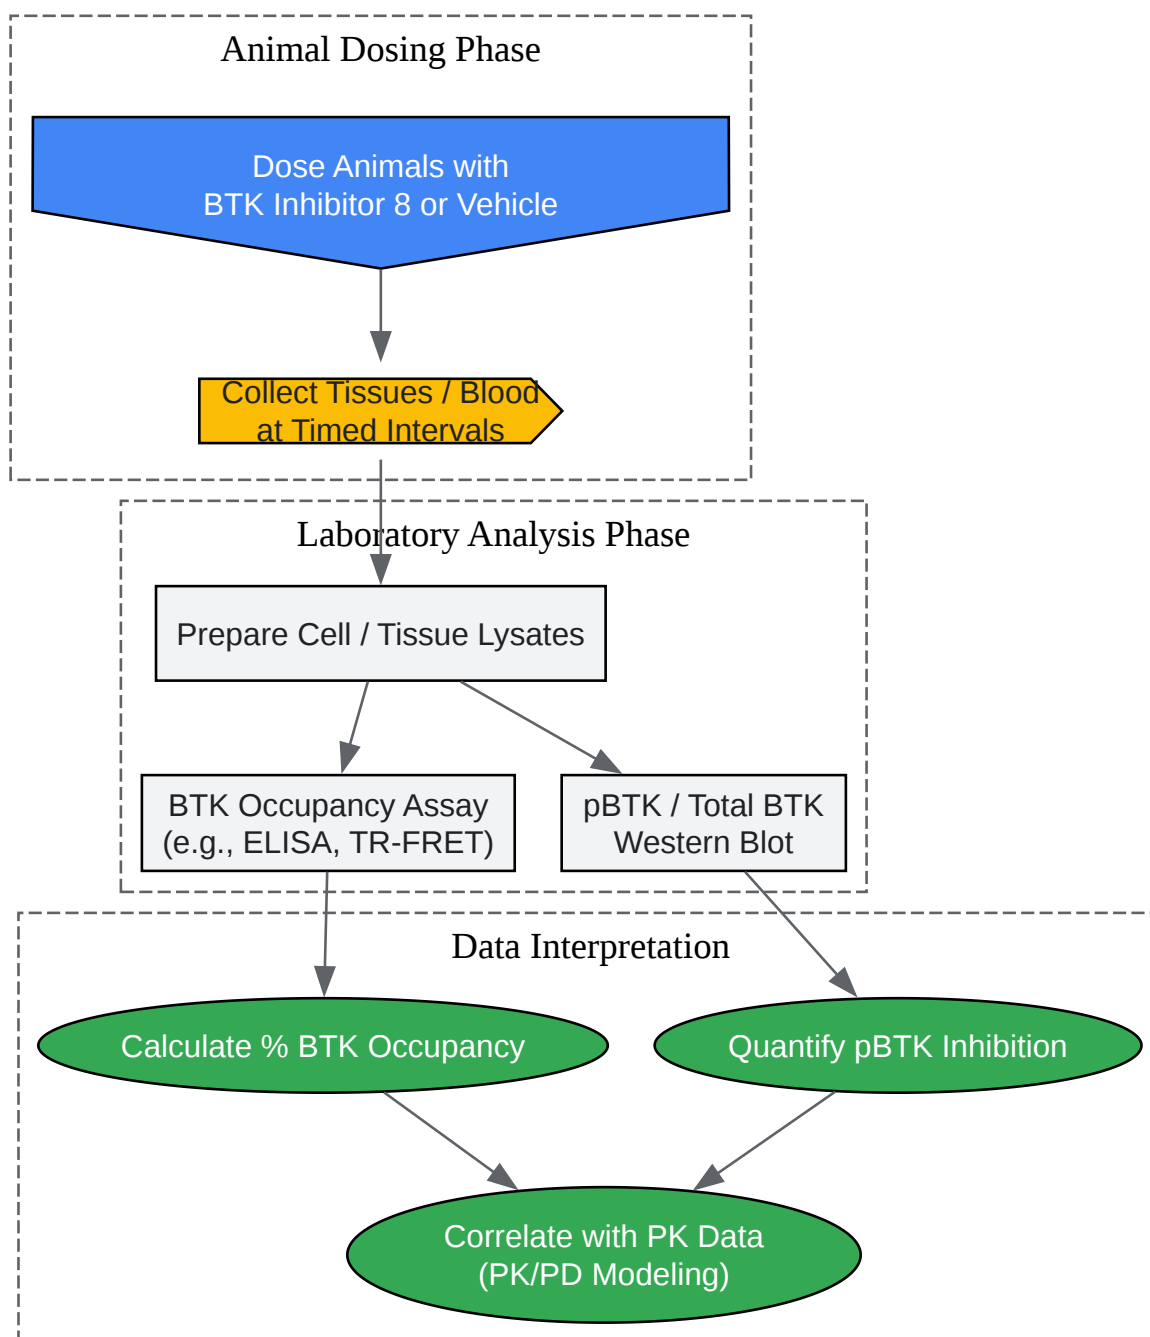 Animal Dosing Phase
Dose Animals with
BTK Inhibitor 8 or Vehicle
Collect Tissues / Blood
at Timed Intervals
Laboratory Analysis Phase
Prepare Cell / Tissue Lysates
BTK Occupancy Assay
(e.g., ELISA, TR-FRET)
pBTK / Total BTK
Western Blot
Data Interpretation
Calculate % BTK Occupancy
Quantify pBTK Inhibition
Correlate with PK Data
(PK/PD Modeling)